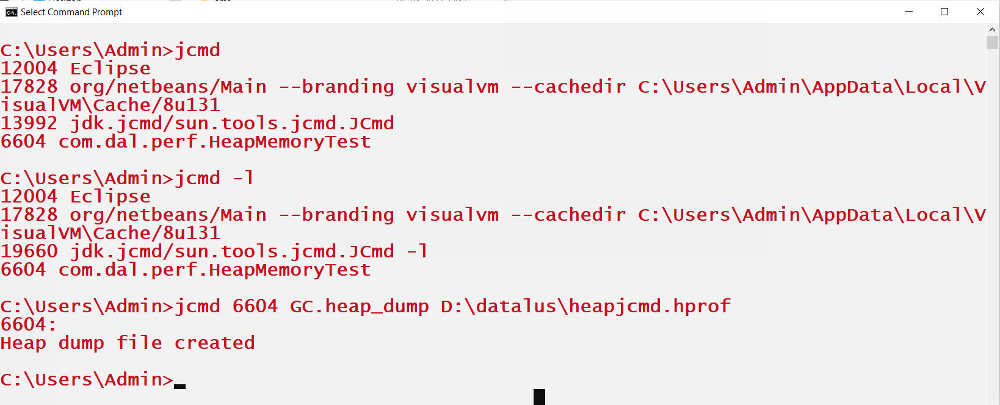 Select Command Prompt
C:\Users\Admin>jcmd
12004 Eclipse
17828 org/netbeans/Main --branding visualvm --cachedir C:\Users\Admin\AppData\Local\V
isualVM\Cache/8u131
13992 jdk.jcmd/sun.tools.jcmd.JCmd
6604 com.dal.perf.HeapMemoryTest
C:\Users\Admin>jcmd -l
12004 Eclipse
17828 org/netbeans/Main --branding visualvm --cachedir C:\Users\Admin\AppData\Local\V
isualVM\Cache/8u131
19660 jdk.jcmd/sun.tools.jcmd.JCmd -l
6604 com.dal.perf.HeapMemoryTest
C:\Users\Admin>jcmd 6604 GC.heap_dump D:\datalus\heapjcmd.hprof
6604:
Heap dump file created
C:\Users\Admin>